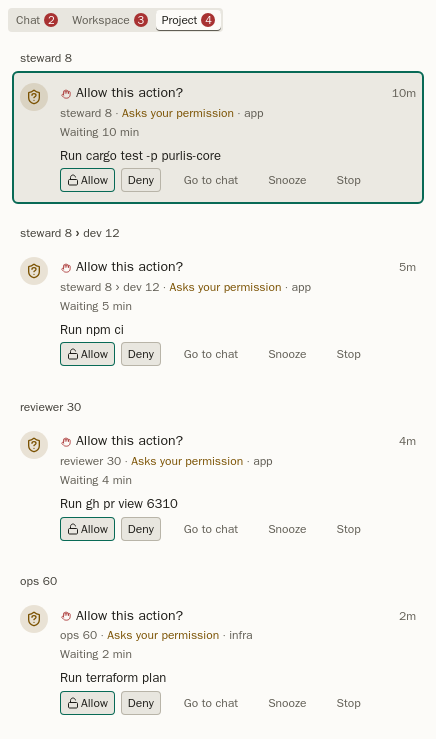 Chat 2 Workspace 3 Project 4
steward 8
Allow this action? 10m
steward 8 · Asks your permission · app
Waiting 10 min
Run cargo test -p purlis-core
Allow Deny Go to chat Snooze Stop
steward 8 › dev 12
Allow this action? 5m
steward 8 › dev 12 · Asks your permission · app
Waiting 5 min
Run npm ci
Allow Deny Go to chat Snooze Stop
reviewer 30
Allow this action? 4m
reviewer 30 · Asks your permission · app
Waiting 4 min
Run gh pr view 6310
Allow Deny Go to chat Snooze Stop
ops 60
Allow this action? 2m
ops 60 · Asks your permission · infra
Waiting 2 min
Run terraform plan
Allow Deny Go to chat Snooze Stop